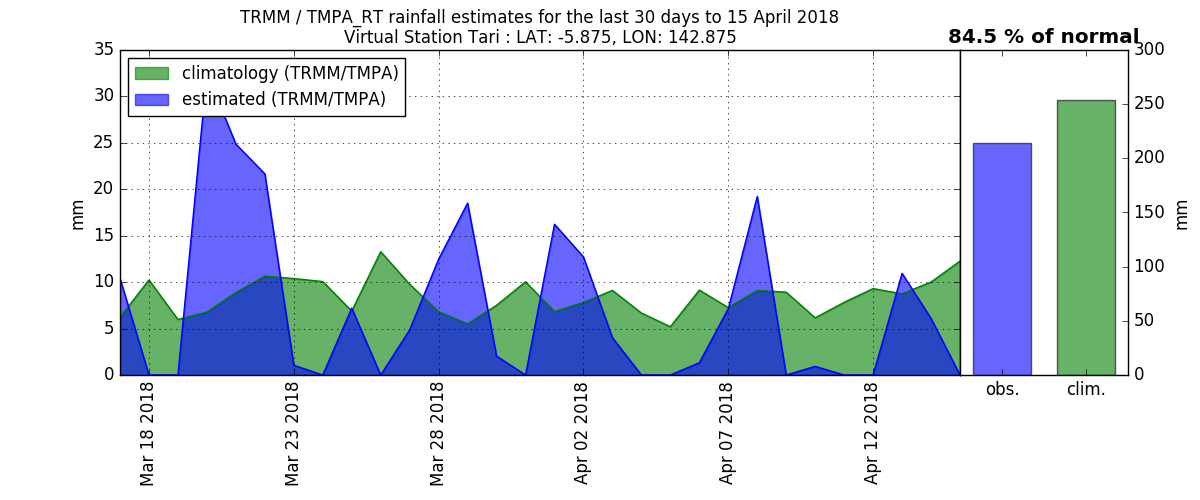 TRMM / TMPA_RT rainfall estimates for the last 30 days to 15 April 2018
Virtual Station Tari : LAT: -5.875, LON: 142.875
84.5 % of normal
climatology (TRMM/TMPA)
estimated (TRMM/TMPA)
35
30
25
20
15
10
5
0
mm
Mar 18 2018
Mar 23 2018
Mar 28 2018
Apr 02 2018
Apr 07 2018
Apr 12 2018
obs.
clim.
300
250
200
150
100
50
0
mm